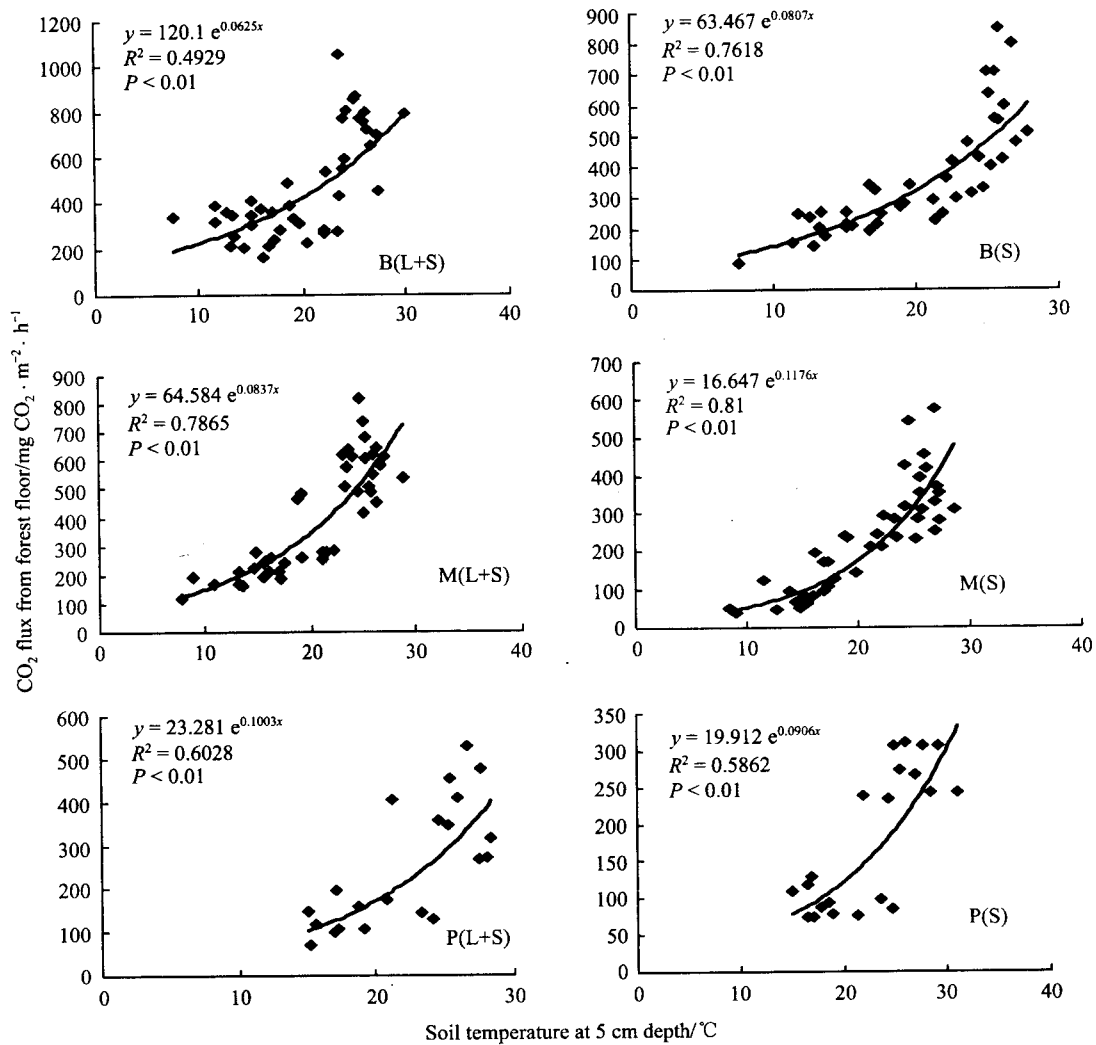 CO₂ flux from forest floor/mg CO₂ · m⁻² · h⁻¹
1200
1000
800
600
400
200
0
y = 120.1 e^0.0625x
R² = 0.4929
P < 0.01
B(L+S)
0 10 20 30 40
900
800
700
600
500
400
300
200
100
0
y = 63.467 e^0.0807x
R² = 0.7618
P < 0.01
B(S)
0 10 20 30
900
800
700
600
500
400
300
200
100
0
y = 64.584 e^0.0837x
R² = 0.7865
P < 0.01
M(L+S)
0 10 20 30 40
700
600
500
400
300
200
100
0
y = 16.647 e^0.1176x
R² = 0.81
P < 0.01
M(S)
0 10 20 30 40
600
500
400
300
200
100
0
y = 23.281 e^0.1003x
R² = 0.6028
P < 0.01
P(L+S)
0 10 20 30
350
300
250
200
150
100
50
0
y = 19.912 e^0.0906x
R² = 0.5862
P < 0.01
P(S)
0 10 20 30 40
Soil temperature at 5 cm depth/℃